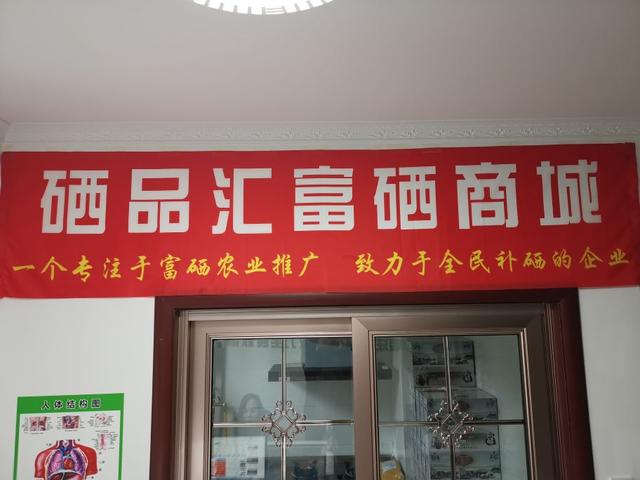 硒品汇富硒商城
一个专注于富硒农业推广 致力于全民补硒的企业
人体结构图